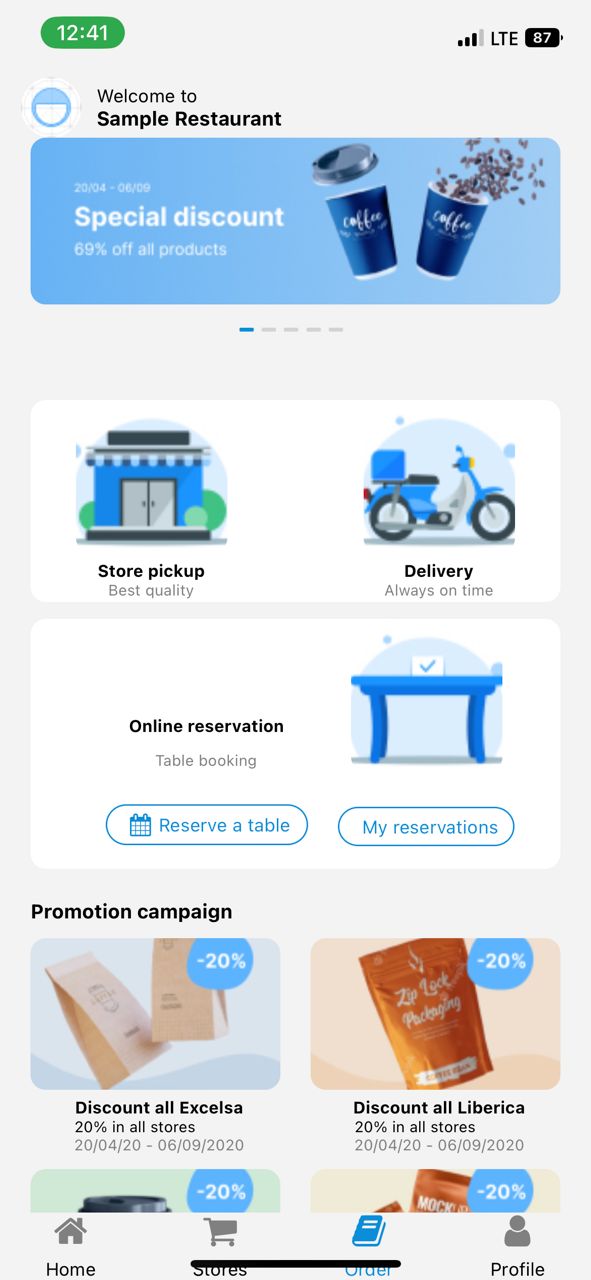 12:41
LTE 87
Welcome to
Sample Restaurant
20/04 - 06/09
Special discount
69% off all products
coffee
coffee
Store pickup
Best quality
Delivery
Always on time
Online reservation
Table booking
Reserve a table
My reservations
Promotion campaign
-20%
-20%
Zip Lock
Packaging
COFFEE BEAN
Discount all Excelsa
20% in all stores
20/04/20 - 06/09/2020
Discount all Liberica
20% in all stores
20/04/20 - 06/09/2020
-20%
-20%
Home
Stores
Order
Profile